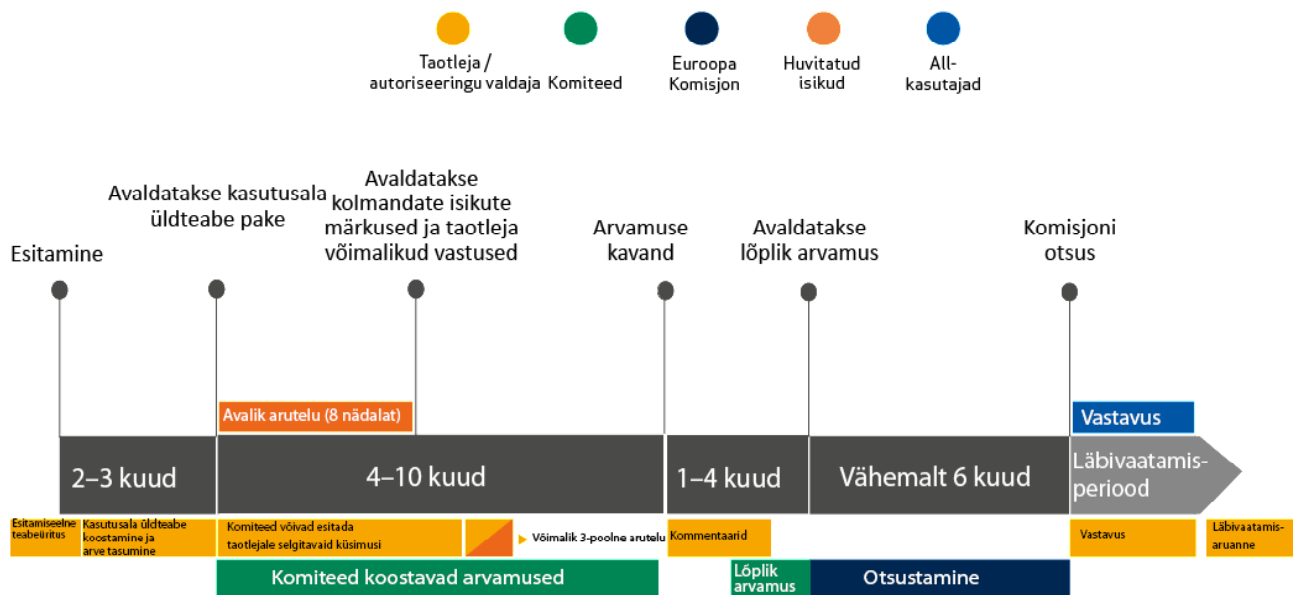 Taotleja /
autoriseeringu valdaja
Komiteed
Euroopa
Komisjon
Huvitatud
isikud
All-
kasutajad
Esitamine
Avaldatakse kasutusala
üldteabe pake
Avaldatakse
kolmandate isikute
märkused ja taotleja
võimalikud vastused
Arvamuse
kavand
Avaldatakse
lõplik arvamus
Komisjoni
otsus
Avalik arutelu (8 nädalat)
Vastavus
2–3 kuud
4–10 kuud
1–4 kuud
Vähemalt 6 kuud
Läbivaatamis-
periood
Esitamiseelne
teabeüritus
Kasutusala üldteabe
koostamine ja
arve tasumine
Komiteed võivad esitada
taotlejale selgitavaid küsimusi
Võimalik 3-poolne arutelu
Kommentaarid
Vastavus
Läbivaatamis-
aruanne
Komiteed koostavad arvamused
Lõplik
arvamus
Otsustamine